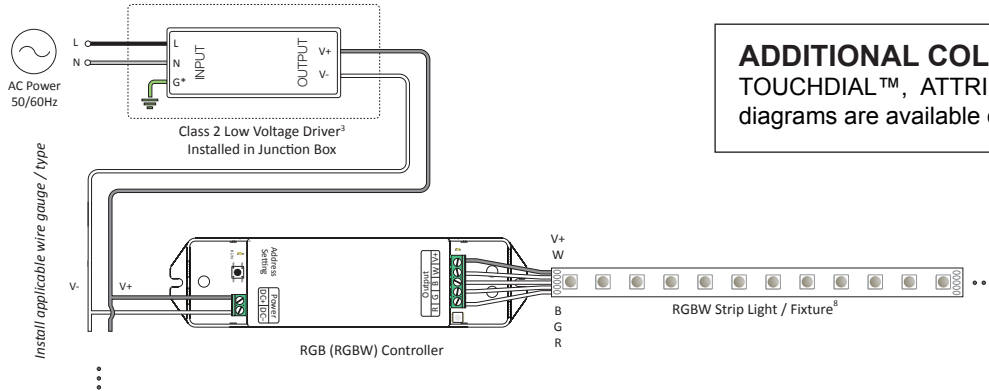 L
N
AC Power
50/60Hz
L
N
G*
INPUT
OUTPUT
V+
V-
Class 2 Low Voltage Driver³
Installed in Junction Box
ADDITIONAL COL
TOUCHDIAL™, ATTRI
diagrams are available
Install applicable wire gauge / type
V-
V+
Address
Setting
Power
DC+ DC-
Output
R | G | B | W | V+
RGB (RGBW) Controller
V+
W
B
G
R
RGBW Strip Light / Fixture⁸